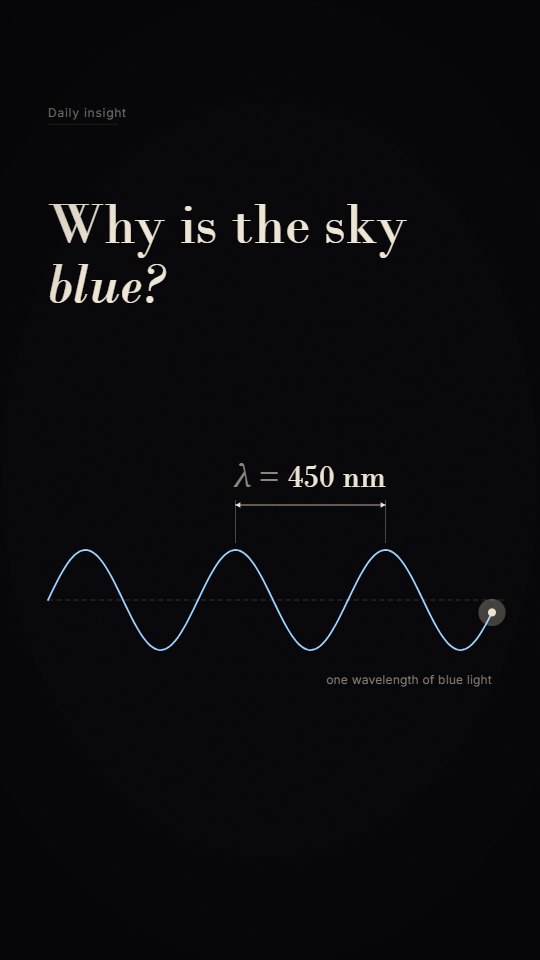 Daily insight
Why is the sky
blue?
λ = 450 nm
one wavelength of blue light